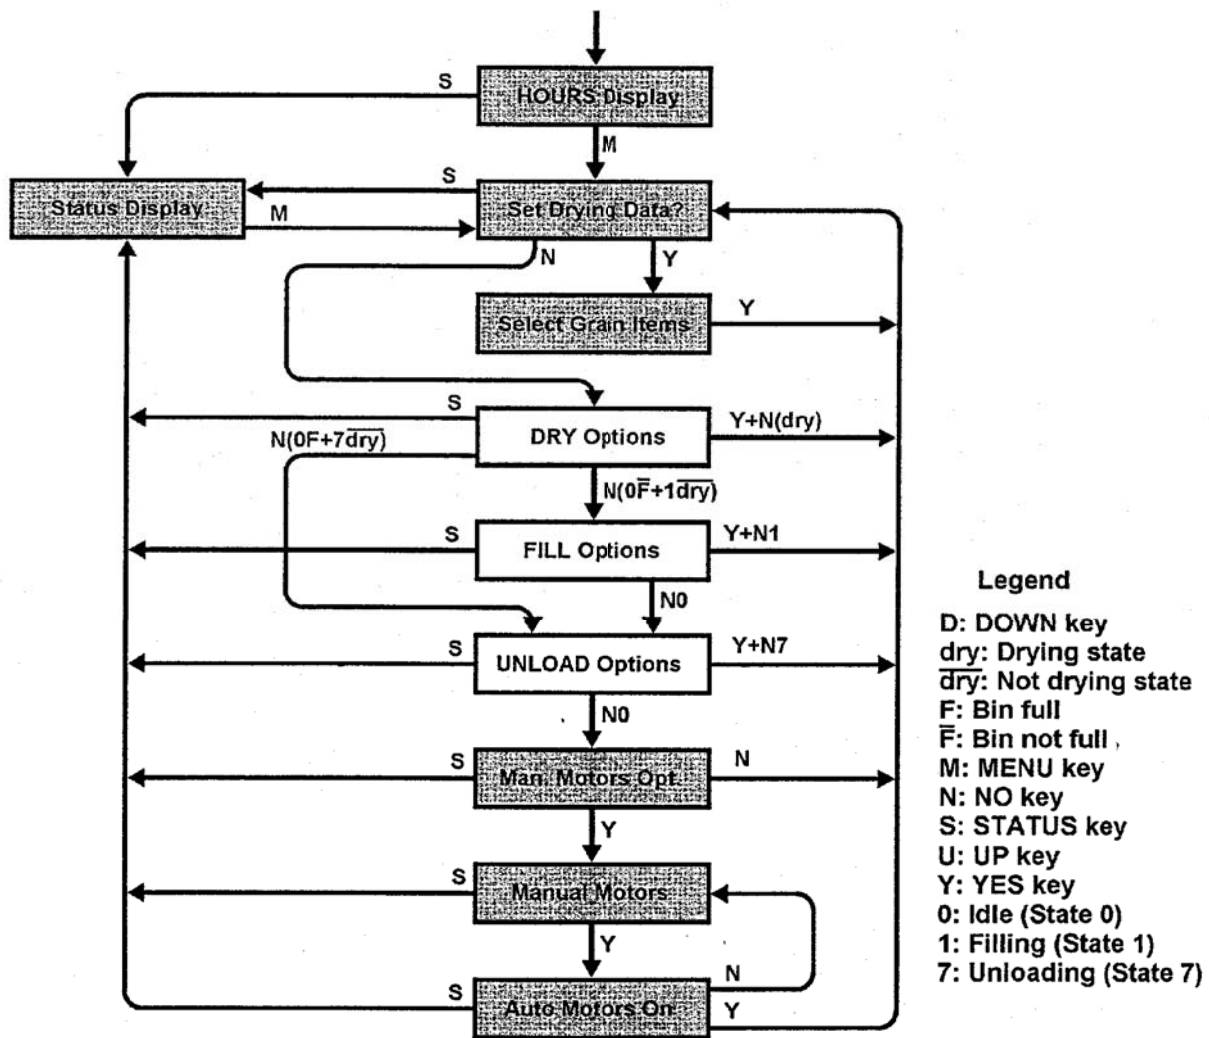 S
HOURS Display
M
S
Status Display
M
Set Drying Data?
N
Y
Select Grain Items
Y
S
DRY Options
Y+N(dry)
N(0F+7d̅r̅y̅)
N(0F̅+1d̅r̅y̅)
S
FILL Options
Y+N1
N0
S
UNLOAD Options
Y+N7
N0
S
Man. Motors Opt.
N
Y
S
Manual Motors
Y
N
S
Auto Motors On
Y
Legend
D: DOWN key
dry: Drying state
d̅r̅y̅: Not drying state
F: Bin full
F̅: Bin not full
M: MENU key
N: NO key
S: STATUS key
U: UP key
Y: YES key
0: Idle (State 0)
1: Filling (State 1)
7: Unloading (State 7)